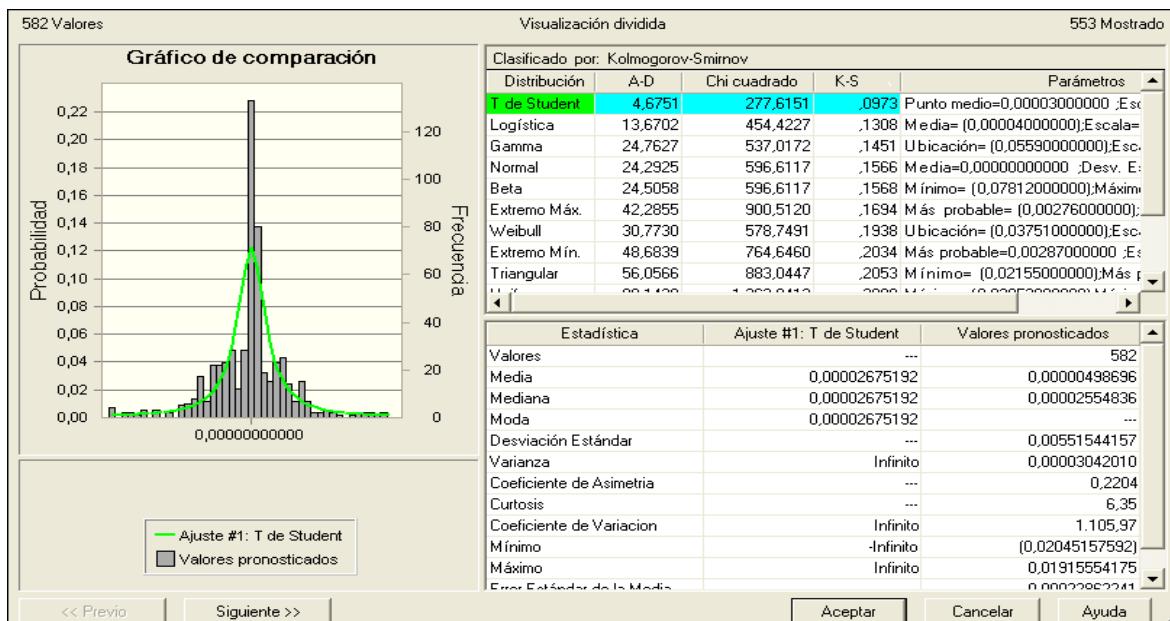 582 Valores Visualización dividida 553 Mostrado
Gráfico de comparación
0,22
0,20
0,18
0,16
0,14
0,12
0,10
0,08
0,06
0,04
0,02
0,00
Probabilidad
120
100
80
60
40
20
0
Frecuencia
0,00000000000
Ajuste #1: T de Student
Valores pronosticados
Clasificado por: Kolmogorov-Smirnov
Distribución A-D Chi cuadrado K-S Parámetros
T de Student 4,6751 277,6151 ,0973 Punto medio=0,00003000000 ;Esc
Logística 13,6702 454,4227 ,1308 Media= (0,00004000000);Escala=
Gamma 24,7627 537,0172 ,1451 Ubicación= (0,05590000000);Esc
Normal 24,2925 596,6117 ,1566 Media=0,00000000000 ;Desv. E
Beta 24,5058 596,6117 ,1568 Mínimo= (0,07812000000);Máxim
Extremo Máx. 42,2855 900,5120 ,1694 Más probable= (0,00276000000);
Weibull 30,7730 578,7491 ,1938 Ubicación= (0,03751000000);Esc
Extremo Mín. 48,6839 764,6460 ,2034 Más probable=0,00287000000 ;Es
Triangular 56,0566 883,0447 ,2053 Mínimo= (0,02155000000);Más p
Estadística Ajuste #1: T de Student Valores pronosticados
Valores --- 582
Media 0,00002675192 0,00000498696
Mediana 0,00002675192 0,00002554836
Moda 0,00002675192 ---
Desviación Estándar --- 0,00551544157
Varianza Infinito 0,00003042010
Coeficiente de Asimetria --- 0,2204
Curtosis --- 6,35
Coeficiente de Variacion Infinito 1.105,97
Mínimo -Infinito (0,02045157592)
Máximo Infinito 0,01915554175
Error Estándar de la Media 0,00022862241
<< Previo Siguiente >> Aceptar Cancelar Ayuda